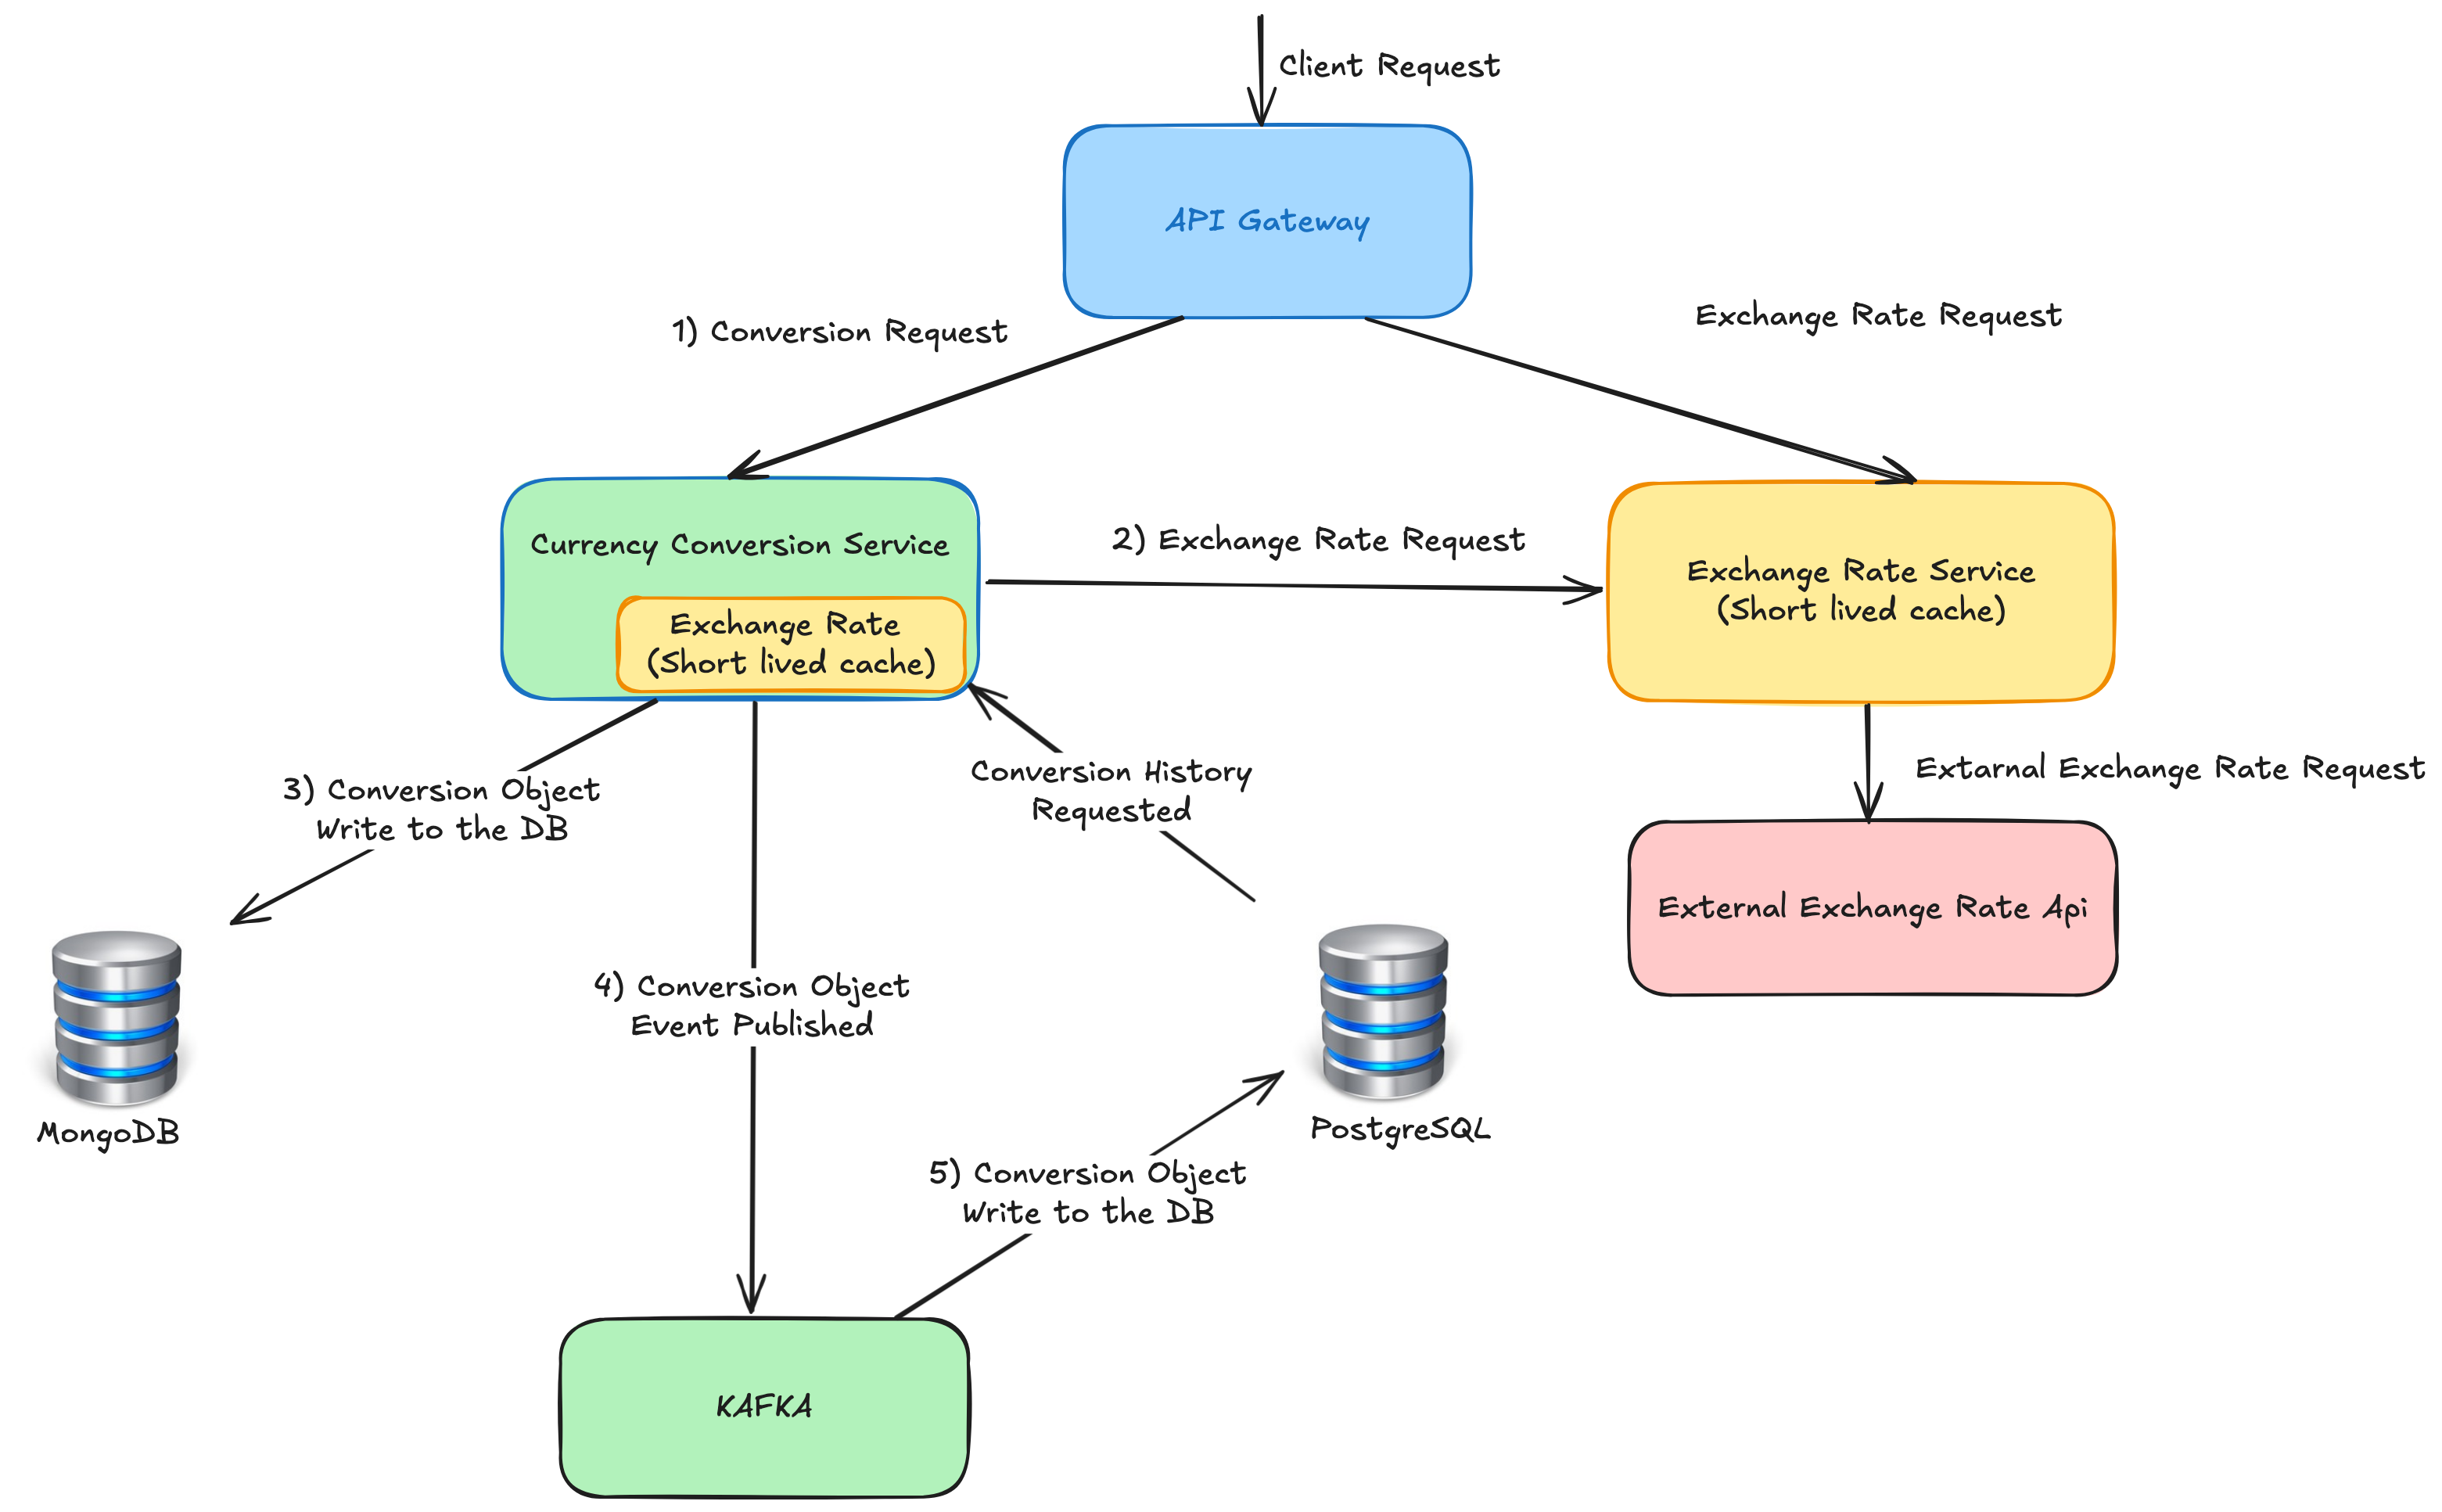 Client Request
API Gateway
1) Conversion Request
Exchange Rate Request
Currency Conversion Service
Exchange Rate
(Short lived cache)
2) Exchange Rate Request
Exchange Rate Service
(Short lived cache)
3) Conversion Object
Write to the DB
Conversion History
Requested
Extarnal Exchange Rate Request
External Exchange Rate Api
4) Conversion Object
Event Published
MongoDB
PostgreSQL
5) Conversion Object
Write to the DB
KAFKA